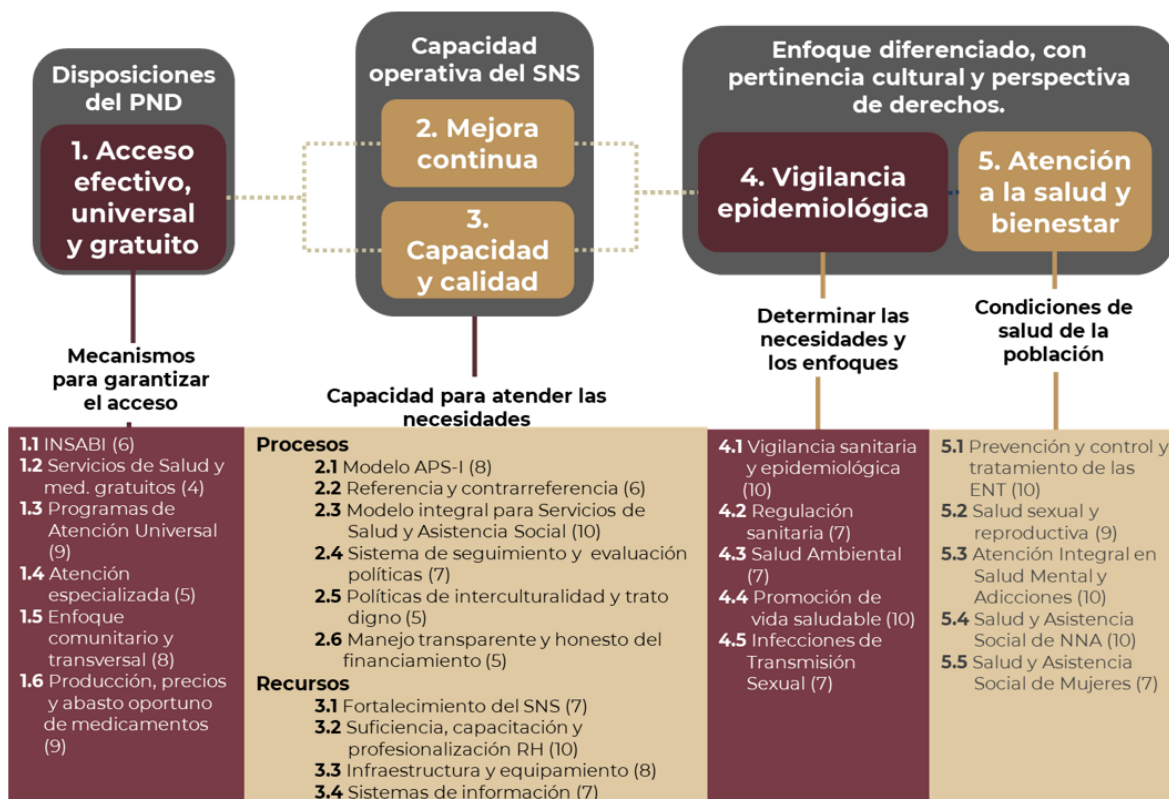 Disposiciones
del PND
1. Acceso
efectivo,
universal
y gratuito
Capacidad
operativa del SNS
2. Mejora
continua
3.
Capacidad
y calidad
Enfoque diferenciado, con
pertinencia cultural y perspectiva
de derechos.
4. Vigilancia
epidemiológica
5. Atención
a la salud y
bienestar
Mecanismos
para garantizar
el acceso
Capacidad para atender las
necesidades
Determinar las
necesidades y
los enfoques
Condiciones de
salud de la
población
1.1 INSABI (6)
1.2 Servicios de Salud y
med. gratuitos (4)
1.3 Programas de
Atención Universal
(9)
1.4 Atención
especializada (5)
1.5 Enfoque
comunitario y
transversal (8)
1.6 Producción, precios
y abasto oportuno
de medicamentos
(9)
Procesos
2.1 Modelo APS-I (8)
2.2 Referencia y contrarreferencia (6)
2.3 Modelo integral para Servicios de
Salud y Asistencia Social (10)
2.4 Sistema de seguimiento y evaluación
políticas (7)
2.5 Políticas de interculturalidad y trato
digno (5)
2.6 Manejo transparente y honesto del
financiamiento (5)
Recursos
3.1 Fortalecimiento del SNS (7)
3.2 Suficiencia, capacitación y
profesionalización RH (10)
3.3 Infraestructura y equipamiento (8)
3.4 Sistemas de información (7)
4.1 Vigilancia sanitaria
y epidemiológica
(10)
4.2 Regulación
sanitaria (7)
4.3 Salud Ambiental
(7)
4.4 Promoción de
vida saludable (10)
4.5 Infecciones de
Transmisión
Sexual (7)
5.1 Prevención y control y
tratamiento de las
ENT (10)
5.2 Salud sexual y
reproductiva (9)
5.3 Atención Integral en
Salud Mental y
Adicciones (10)
5.4 Salud y Asistencia
Social de NNA (10)
5.5 Salud y Asistencia
Social de Mujeres (7)